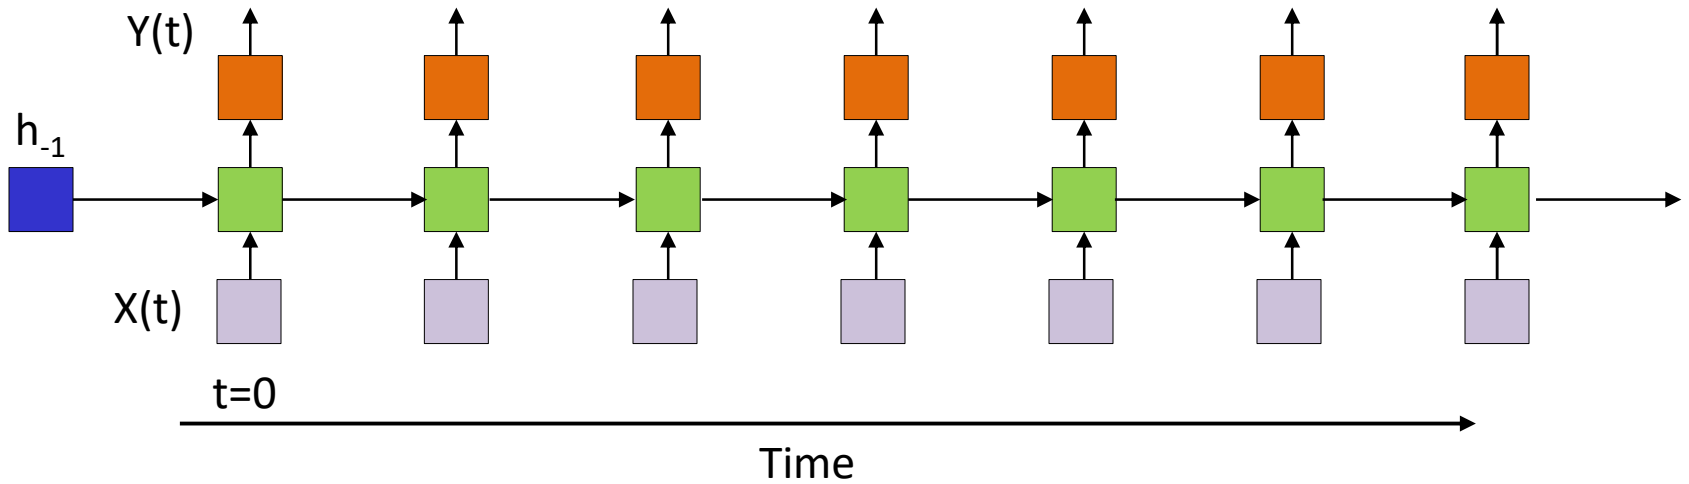 Y(t)
h₋₁
X(t)
t=0
Time